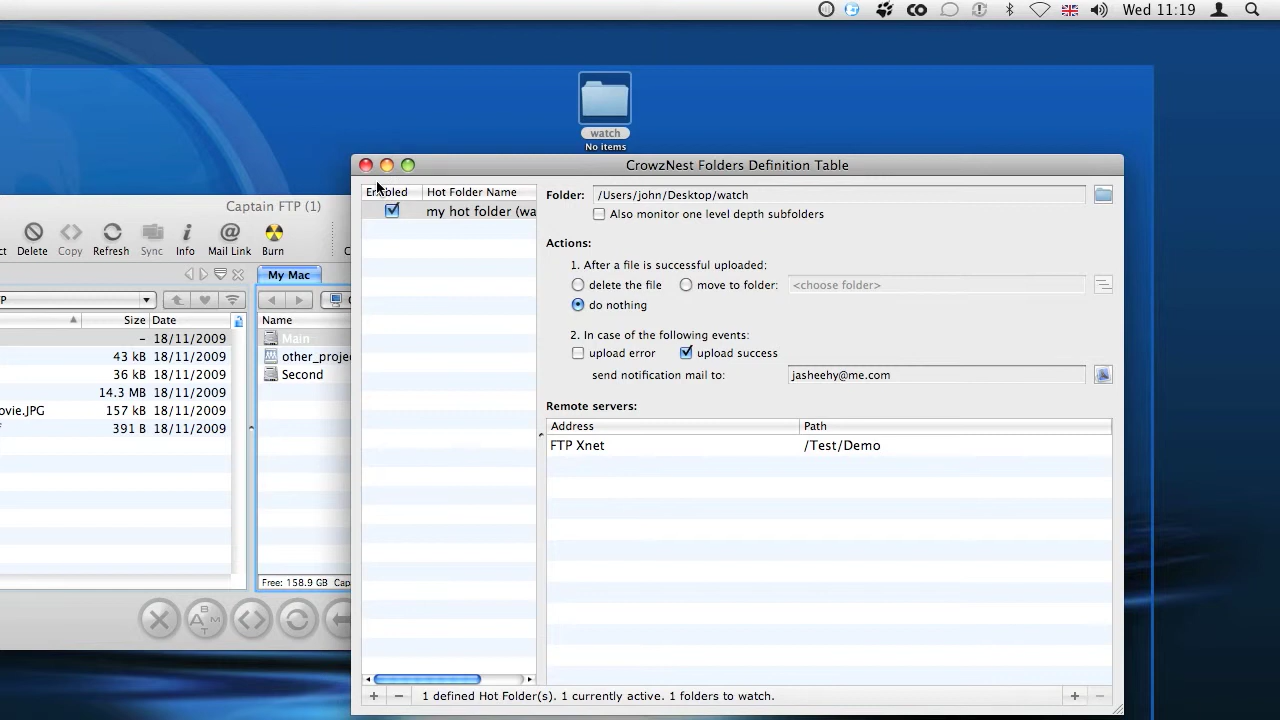 Wed 11:19
watch
No items
CrowzNest Folders Definition Table
Enabled Hot Folder Name
my hot folder (wa
Folder: /Users/john/Desktop/watch
Also monitor one level depth subfolders
Actions:
1. After a file is successful uploaded:
delete the file move to folder: <choose folder>
do nothing
2. In case of the following events:
upload error upload success
send notification mail to: jasheehy@me.com
Remote servers:
Address Path
FTP Xnet /Test/Demo
1 defined Hot Folder(s). 1 currently active. 1 folders to watch.
Captain FTP (1)
ct Delete Copy Refresh Sync Info Mail Link Burn C
My Mac
P
Size Date Name
– 18/11/2009 Main
43 kB 18/11/2009 other_proje
36 kB 18/11/2009 Second
14.3 MB 18/11/2009
ovie.JPG 157 kB 18/11/2009
391 B 18/11/2009
Free: 158.9 GB Cap
B
A M
T